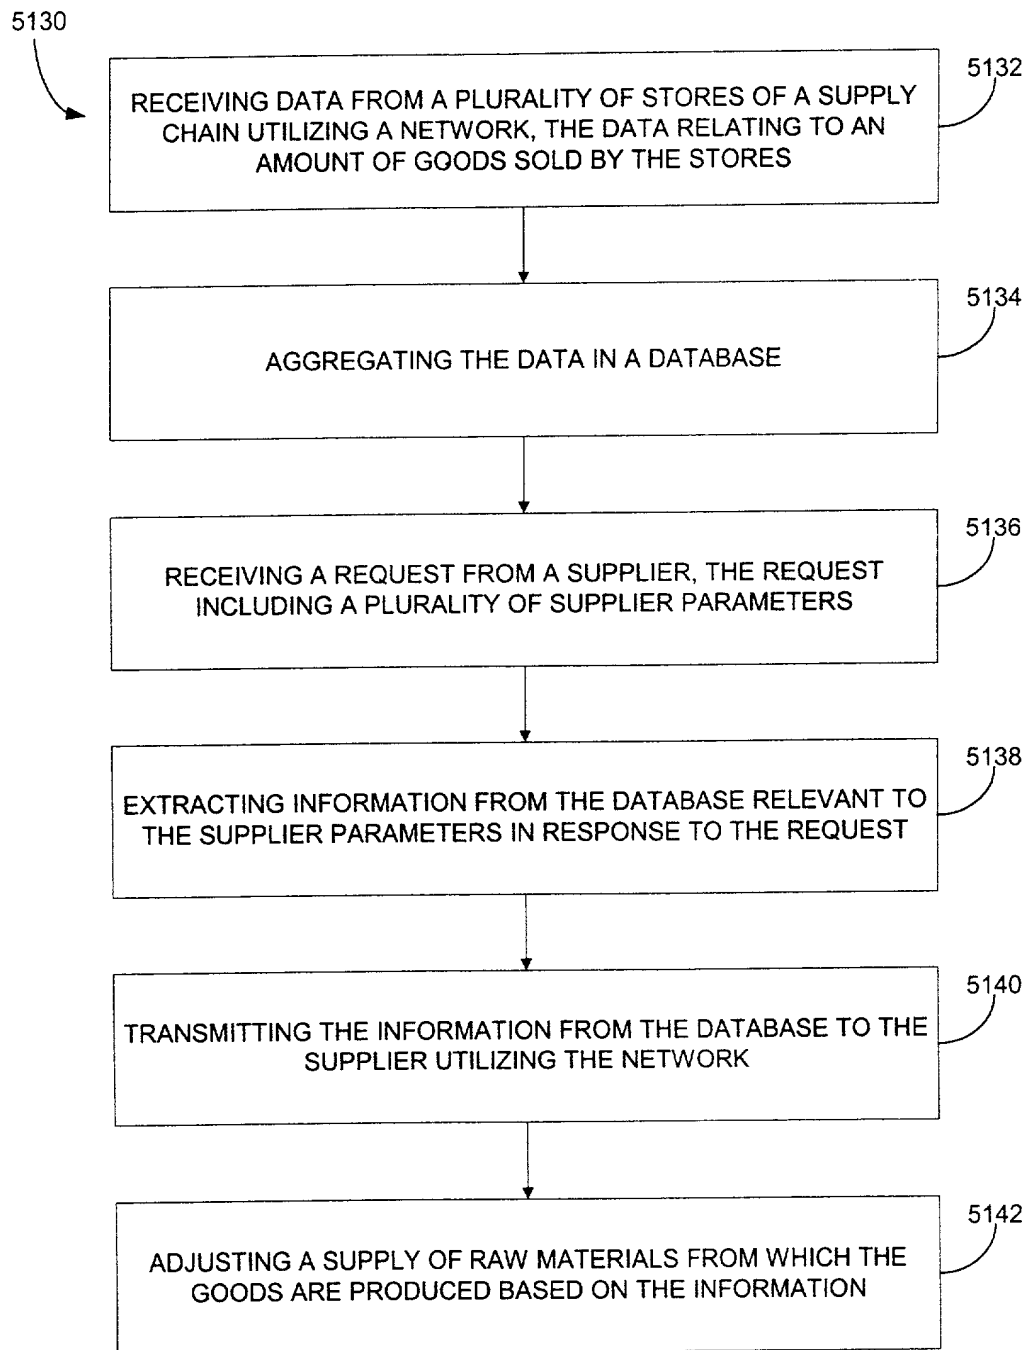 5130
5132
RECEIVING DATA FROM A PLURALITY OF STORES OF A SUPPLY
CHAIN UTILIZING A NETWORK, THE DATA RELATING TO AN
AMOUNT OF GOODS SOLD BY THE STORES
5134
AGGREGATING THE DATA IN A DATABASE
5136
RECEIVING A REQUEST FROM A SUPPLIER, THE REQUEST
INCLUDING A PLURALITY OF SUPPLIER PARAMETERS
5138
EXTRACTING INFORMATION FROM THE DATABASE RELEVANT TO
THE SUPPLIER PARAMETERS IN RESPONSE TO THE REQUEST
5140
TRANSMITTING THE INFORMATION FROM THE DATABASE TO THE
SUPPLIER UTILIZING THE NETWORK
5142
ADJUSTING A SUPPLY OF RAW MATERIALS FROM WHICH THE
GOODS ARE PRODUCED BASED ON THE INFORMATION